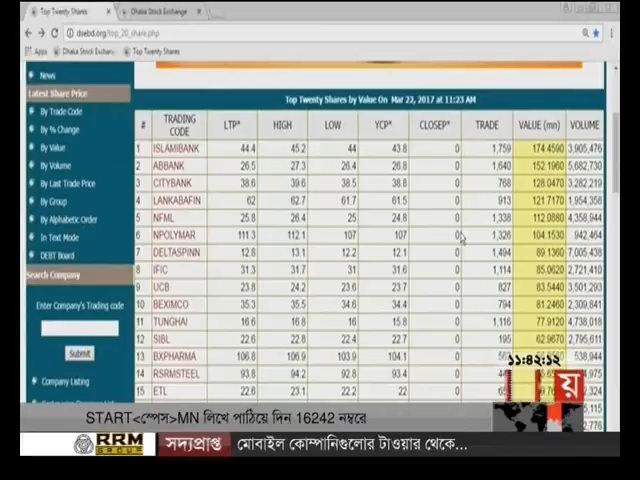 Top Twenty Shares
Dhaka Stock Exchange
dsebd.org/top_20_share.php
Apps Dhaka Stock Exchan Top Twenty Shares
News
Latest Share Price
By Trade Code
By % Change
By Value
By Volume
By Last Trade Price
By Group
By Alphabetic Order
In Text Mode
DEBT Board
Search Company
Enter Company's Trading code
Submit
Company Listing
Top Twenty Shares by Value On Mar 22, 2017 at 11:23 AM
# TRADING CODE LTP* HIGH LOW YCP* CLOSEP* TRADE VALUE (mn) VOLUME
1 ISLAMIBANK 44.4 45.2 44 43.8 0 1,759 174.4590 3,905,476
2 ABBANK 26.5 27.3 26.4 26.8 0 1,640 152.1960 5,682,730
3 CITYBANK 38.6 39.6 38.5 38.8 0 768 128.0470 3,282,219
4 LANKABAFIN 62 62.7 61.7 61.5 0 913 121.7170 1,954,358
5 NFML 25.8 26.4 25 24.8 0 1,338 112.0880 4,358,944
6 NPOLYMAR 111.3 112.1 107 107 0 1,326 104.1530 942,464
7 DELTASPINN 12.8 13.1 12.2 12.1 0 1,494 89.1360 7,005,438
8 IFIC 31.3 31.7 31 31.6 0 1,114 85.0620 2,721,410
9 UCB 23.8 24.2 23.6 23.7 0 627 83.5440 3,501,293
10 BEXIMCO 35.3 35.5 34.6 34.4 0 794 81.2460 2,309,841
11 TUNGHAI 16.6 16.8 16 15.8 0 1,116 77.9120 4,738,018
12 SIBL 22.6 22.8 22.4 22.7 0 195 62.9670 2,795,611
13 BXPHARMA 106.8 106.9 103.9 104.1 0 538,944
14 RSRMSTEEL 93.8 94.2 92.8 93.4 0
15 ETL 22.6 23.1 22.2 22 0
১১:৪২:১২
সময়
START<স্পেস>MN লিখে পাঠিয়ে দিন 16242 নম্বরে
RRM GROUP সদ্যপ্রাপ্ত মোবাইল কোম্পানিগুলোর টাওয়ার থেকে...